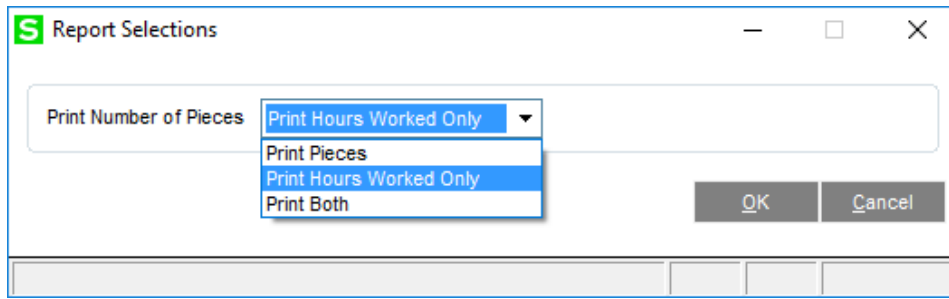 S Report Selections
Print Number of Pieces Print Hours Worked Only
Print Pieces
Print Hours Worked Only
Print Both
OK Cancel